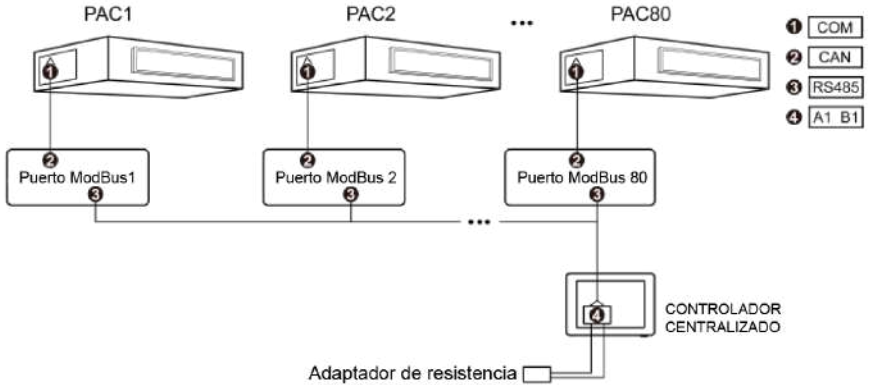 PAC1
PAC2
...
PAC80
1 COM
2 CAN
3 RS485
4 A1 B1
1
1
1
2
2
2
Puerto ModBus1
Puerto ModBus 2
Puerto ModBus 80
3
3
3
...
4
CONTROLADOR
CENTRALIZADO
Adaptador de resistencia